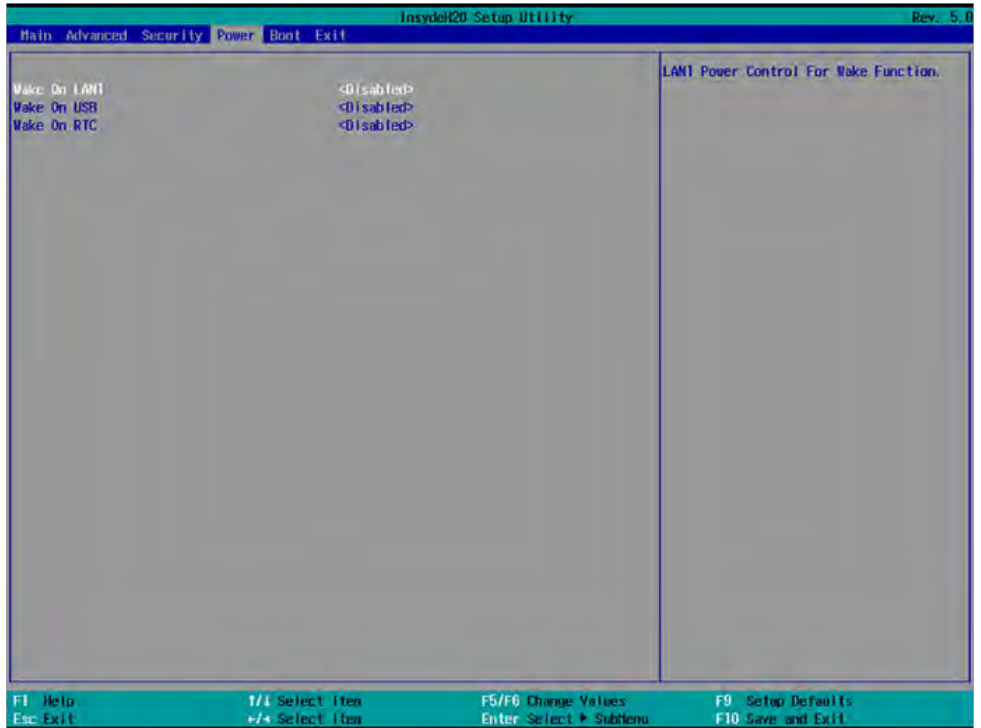 InsydeH20 Setup Utility Rev. 5.0
Main Advanced Security Power Boot Exit
LAN1 Power Control For Wake Function.
Wake On LAN1 <Disabled>
Wake On USB <Disabled>
Wake On RTC <Disabled>
F1 Help ↑/↓ Select Item F5/F6 Change Values F9 Setup Defaults
Esc Exit ←/→ Select Item Enter Select ▶ SubMenu F10 Save and Exit